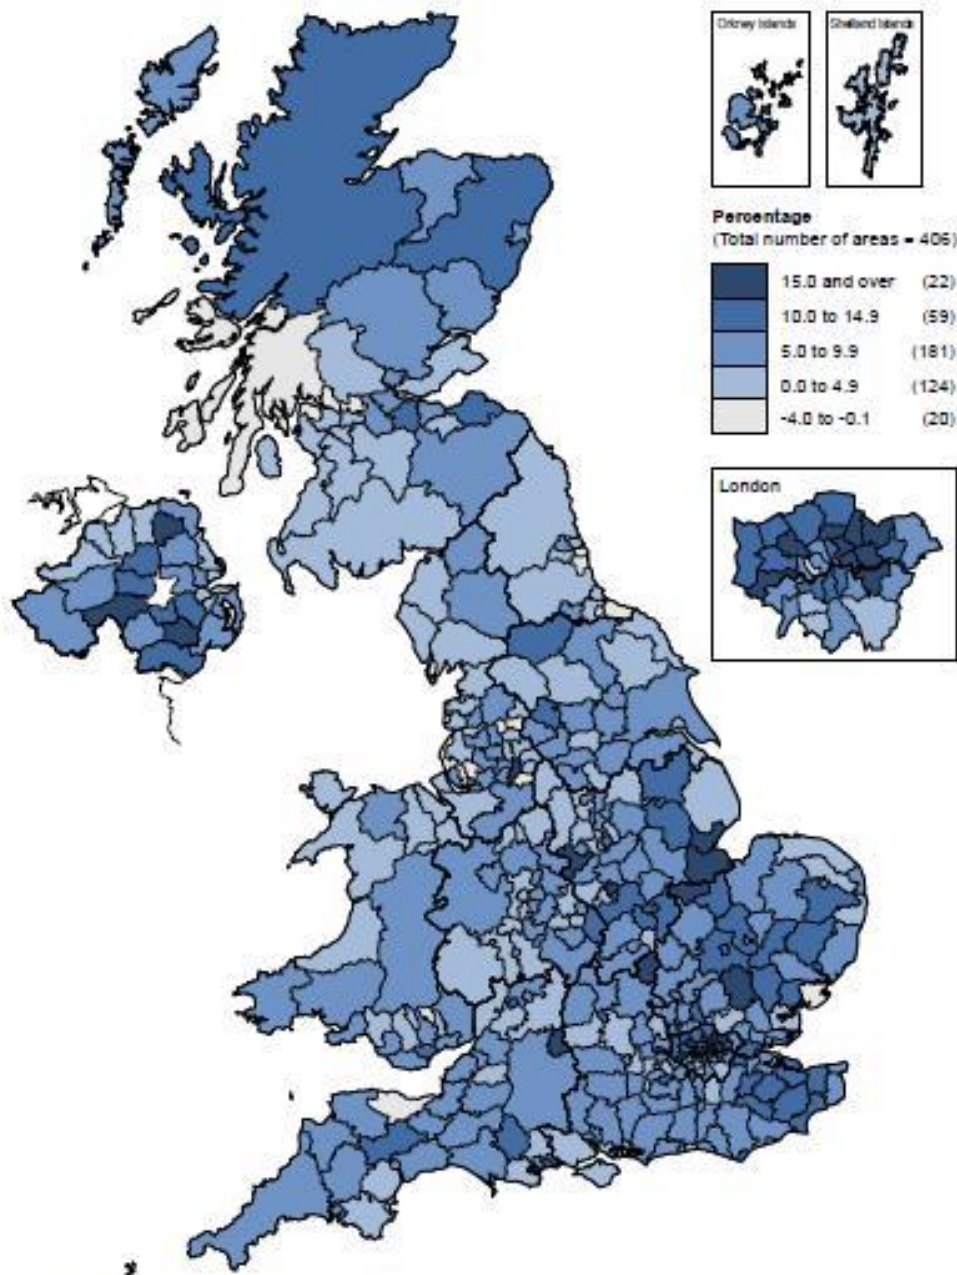 Orkney Islands
Shetland Islands
Percentage
(Total number of areas = 406)
15.0 and over (22)
10.0 to 14.9 (59)
5.0 to 9.9 (181)
0.0 to 4.9 (124)
-4.0 to -0.1 (20)
London